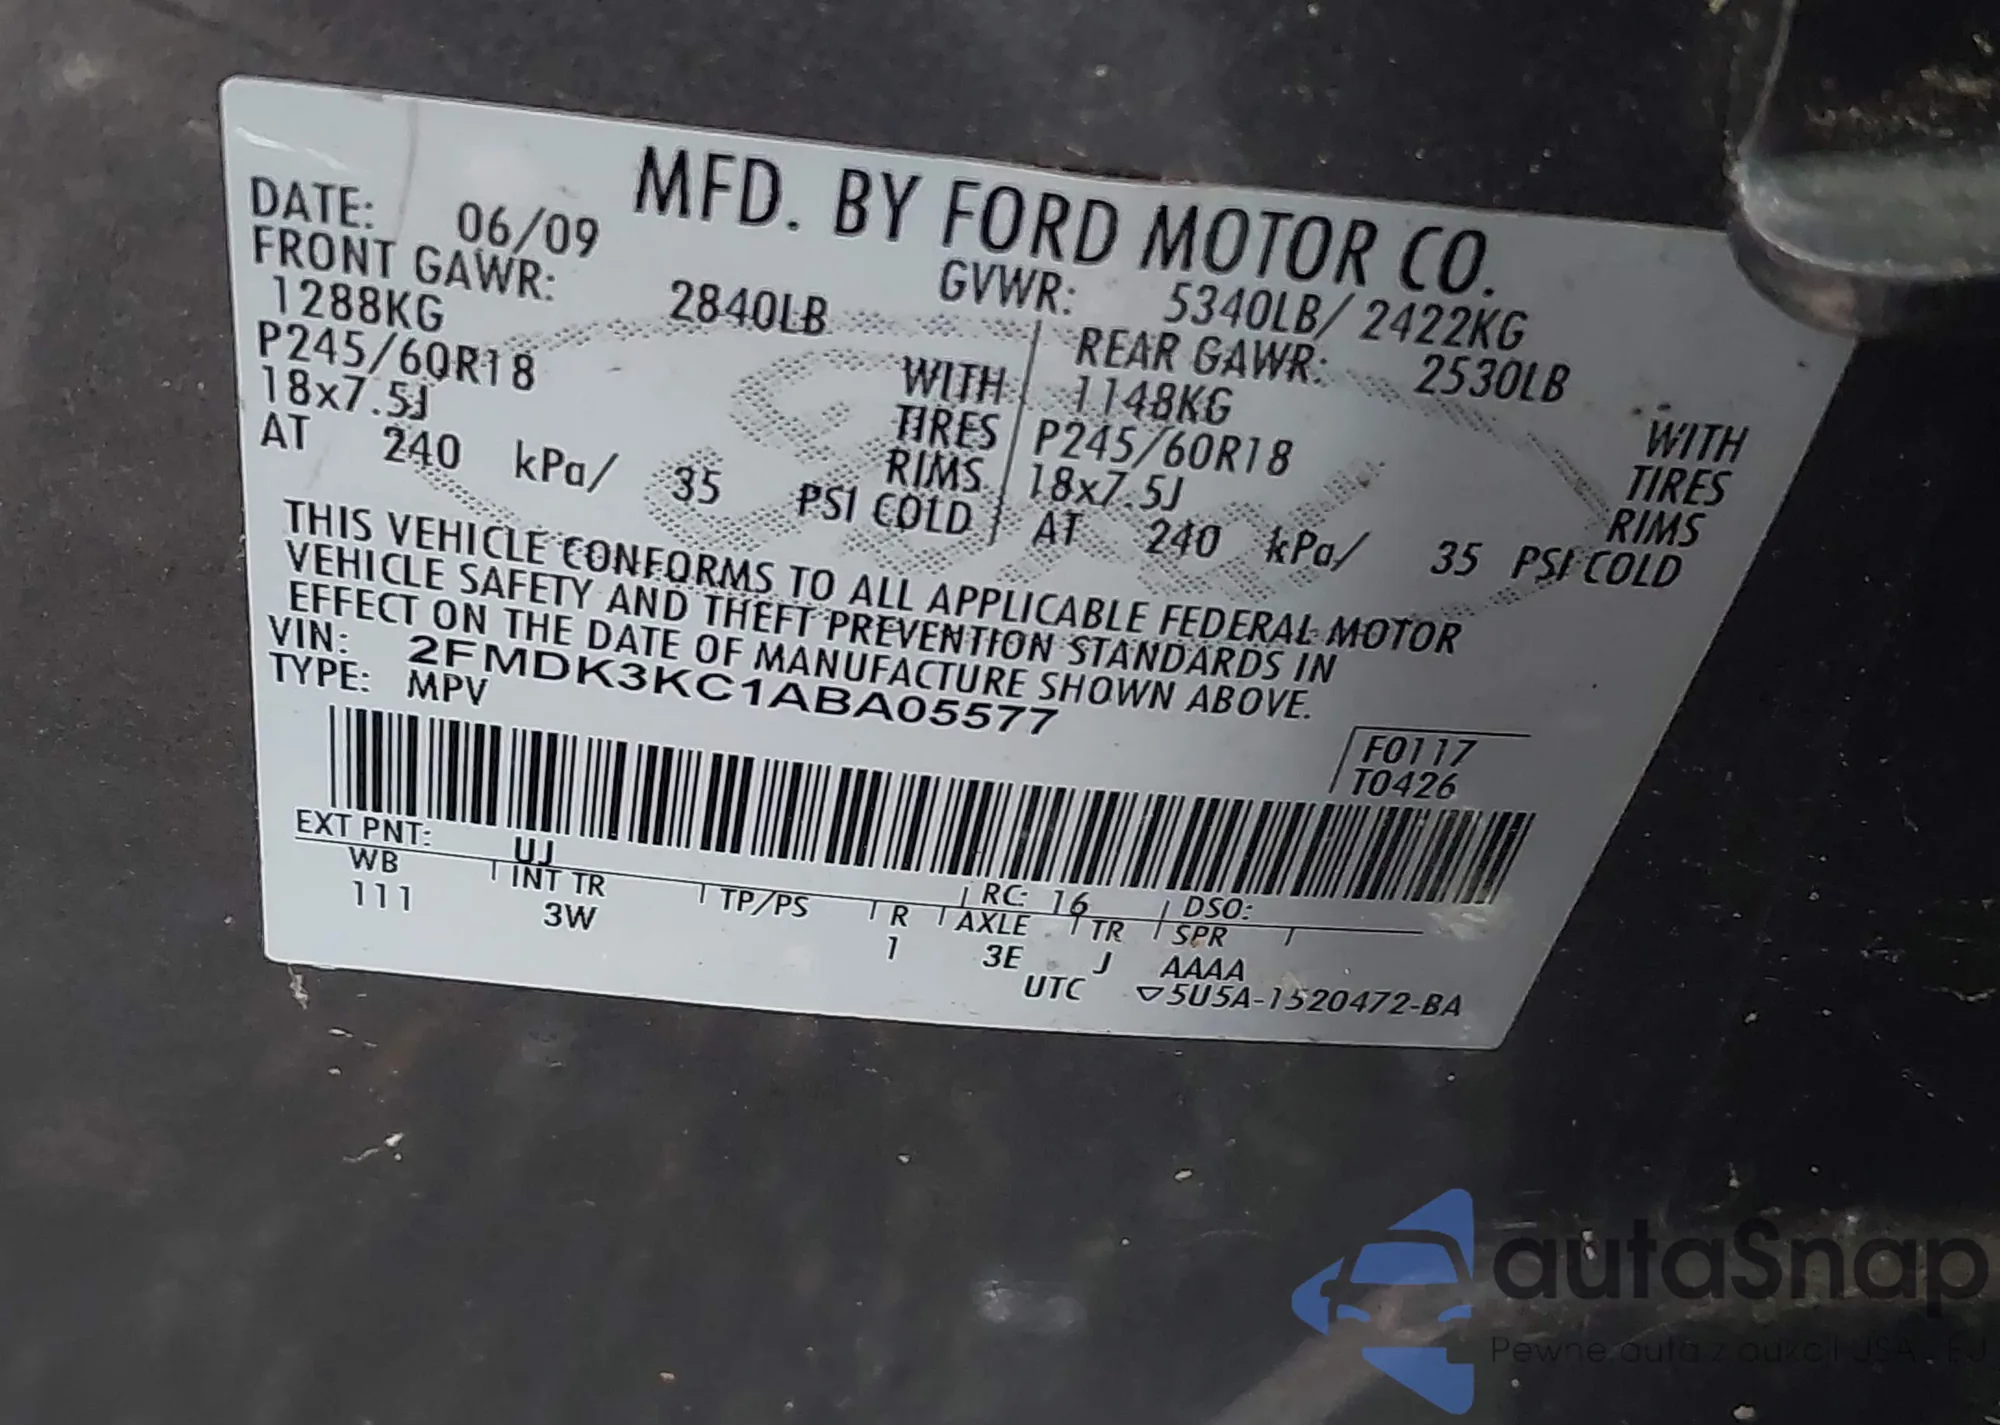 MFD. BY FORD MOTOR CO.
DATE: 06/09 GVWR: 5340LB/ 2422KG
FRONT GAWR: 2840LB REAR GAWR: 2530LB
1288KG WITH 1148KG WITH
P245/60R18 TIRES P245/60R18 TIRES
18x7.5J RIMS 18x7.5J RIMS
AT 240 kPa/ 35 PSI COLD AT 240 kPa/ 35 PSI COLD
THIS VEHICLE CONFORMS TO ALL APPLICABLE FEDERAL MOTOR
VEHICLE SAFETY AND THEFT PREVENTION STANDARDS IN
EFFECT ON THE DATE OF MANUFACTURE SHOWN ABOVE.
VIN: 2FMDK3KC1ABA05577
TYPE: MPV
F0117
T0426
EXT PNT: UJ RC: 16 DSO:
WB INT TR TP/PS R AXLE TR SPR
111 3W 1 3E J AAAA
UTC ▽5U5A-1520472-BA
autaSnap
Pewne auta z aukcji USA i EU